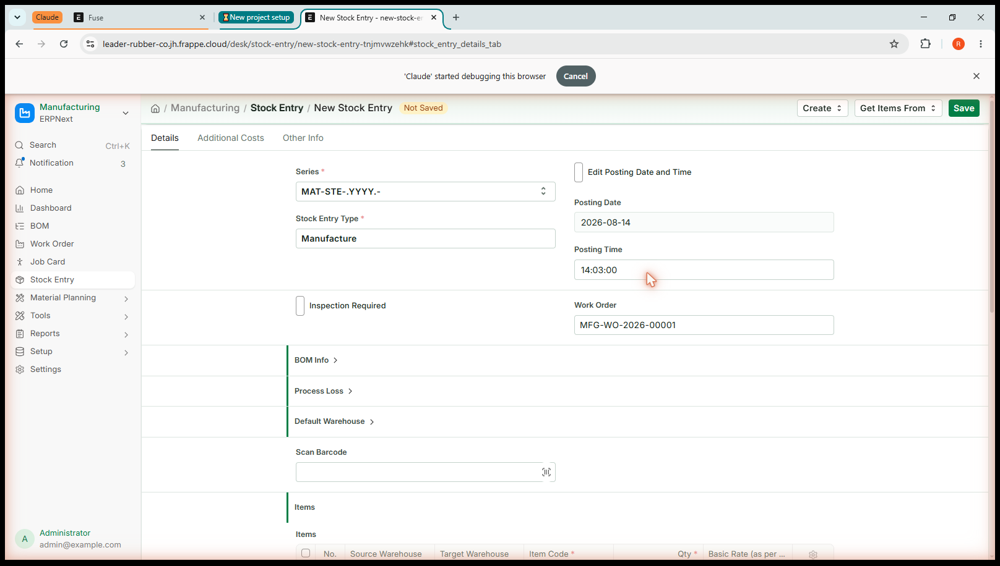 Claude
Fuse
New project setup
New Stock Entry - new-stock-e
leader-rubber-co.jh.frappe.cloud/desk/stock-entry/new-stock-entry-tnjmvwzehk#stock_entry_details_tab
R
'Claude' started debugging this browser
Cancel
Manufacturing
ERPNext
Manufacturing / Stock Entry / New Stock Entry
Not Saved
Create
Get Items From
Save
Search
Ctrl+K
Notification
3
Home
Dashboard
BOM
Work Order
Job Card
Stock Entry
Material Planning
Tools
Reports
Setup
Settings
Administrator
admin@example.com
A
Details
Additional Costs
Other Info
Series *
MAT-STE-.YYYY.-
Stock Entry Type *
Manufacture
Edit Posting Date and Time
Posting Date
2026-08-14
Posting Time
14:03:00
Inspection Required
Work Order
MFG-WO-2026-00001
BOM Info
Process Loss
Default Warehouse
Scan Barcode
Items
Items
No.
Source Warehouse
Target Warehouse
Item Code *
Qty *
Basic Rate (as per ...